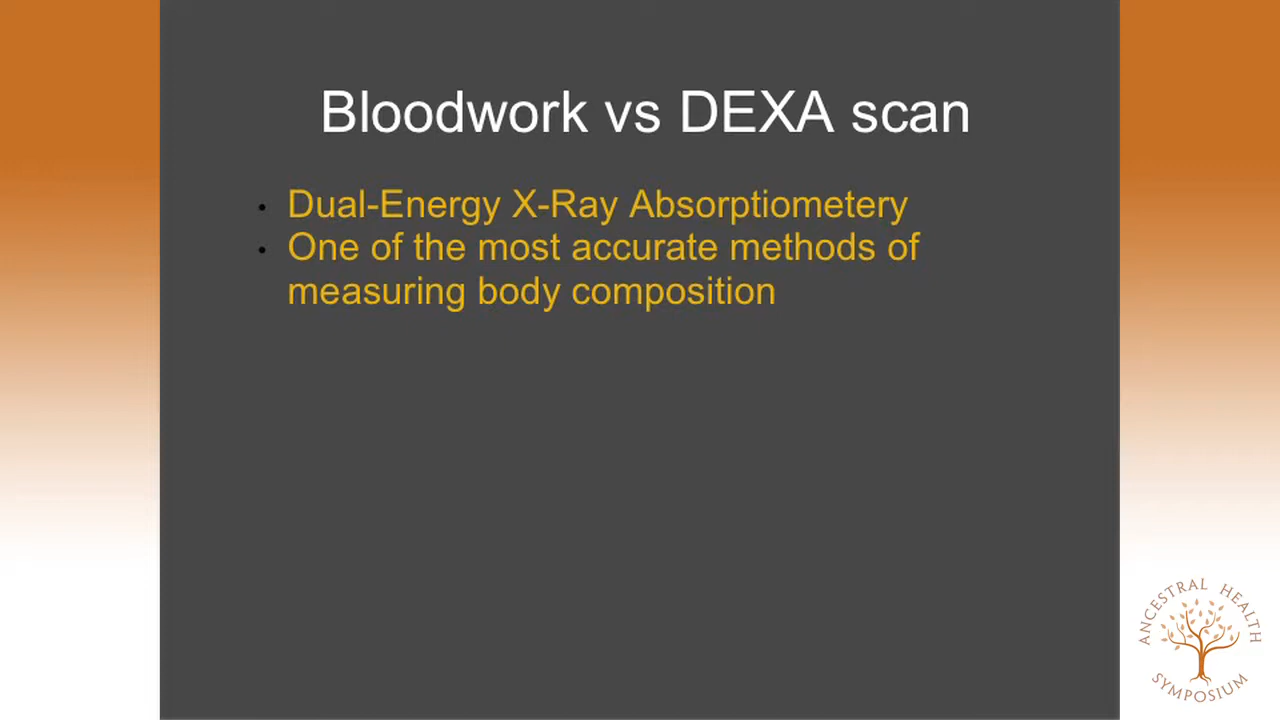 Bloodwork vs DEXA scan
• Dual-Energy X-Ray Absorptiometery
• One of the most accurate methods of
measuring body composition
ANCESTRAL HEALTH
SYMPOSIUM